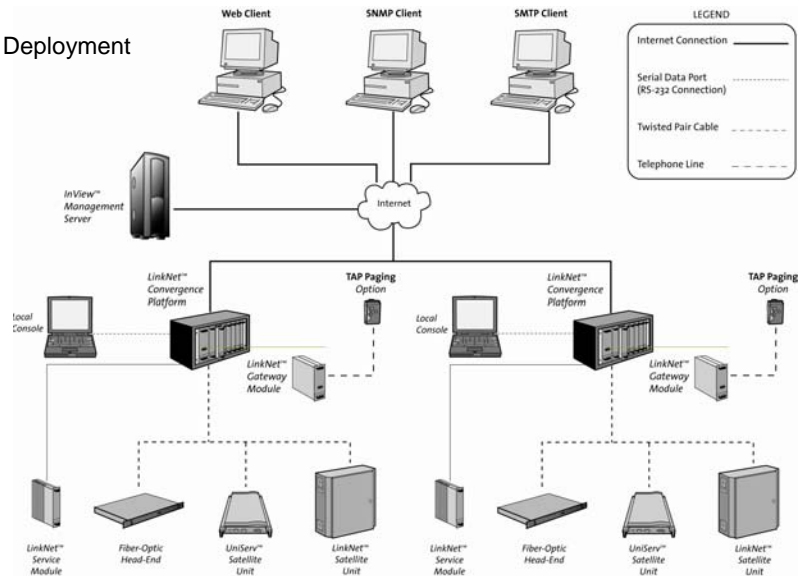 Deployment
Web Client
SNMP Client
SMTP Client
LEGEND
Internet Connection
Serial Data Port
(RS-232 Connection)
Twisted Pair Cable
Telephone Line
InView™
Management
Server
Internet
LinkNet™
Convergence
Platform
TAP Paging
Option
Local
Console
LinkNet™
Gateway
Module
LinkNet™
Service
Module
Fiber-Optic
Head-End
UniServ™
Satellite
Unit
LinkNet™
Satellite
Unit
LinkNet™
Convergence
Platform
TAP Paging
Option
Local
Console
LinkNet™
Gateway
Module
LinkNet™
Service
Module
Fiber-Optic
Head-End
UniServ™
Satellite
Unit
LinkNet™
Satellite
Unit